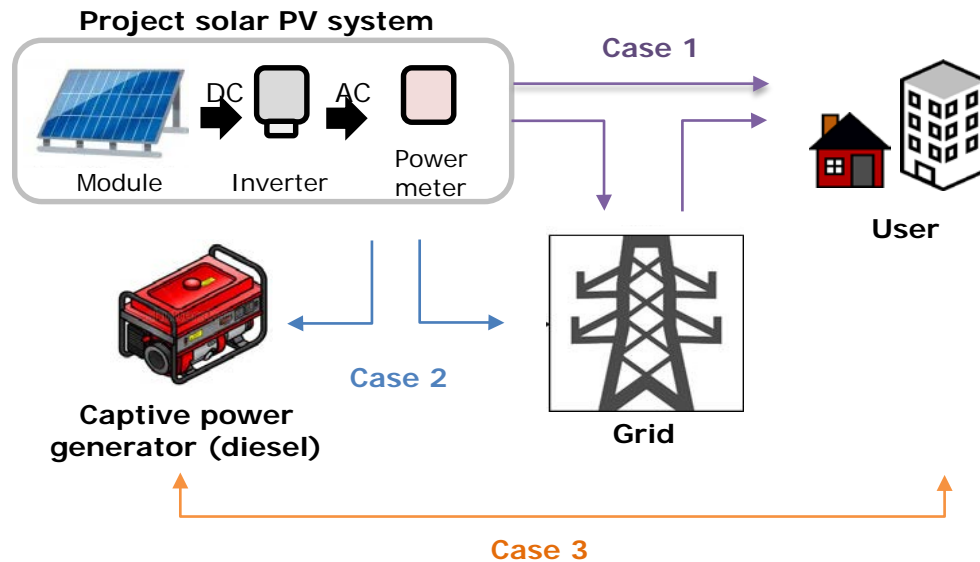 Project solar PV system
Case 1
DC
AC
Module
Inverter
Power
meter
User
Case 2
Captive power
generator (diesel)
Grid
Case 3